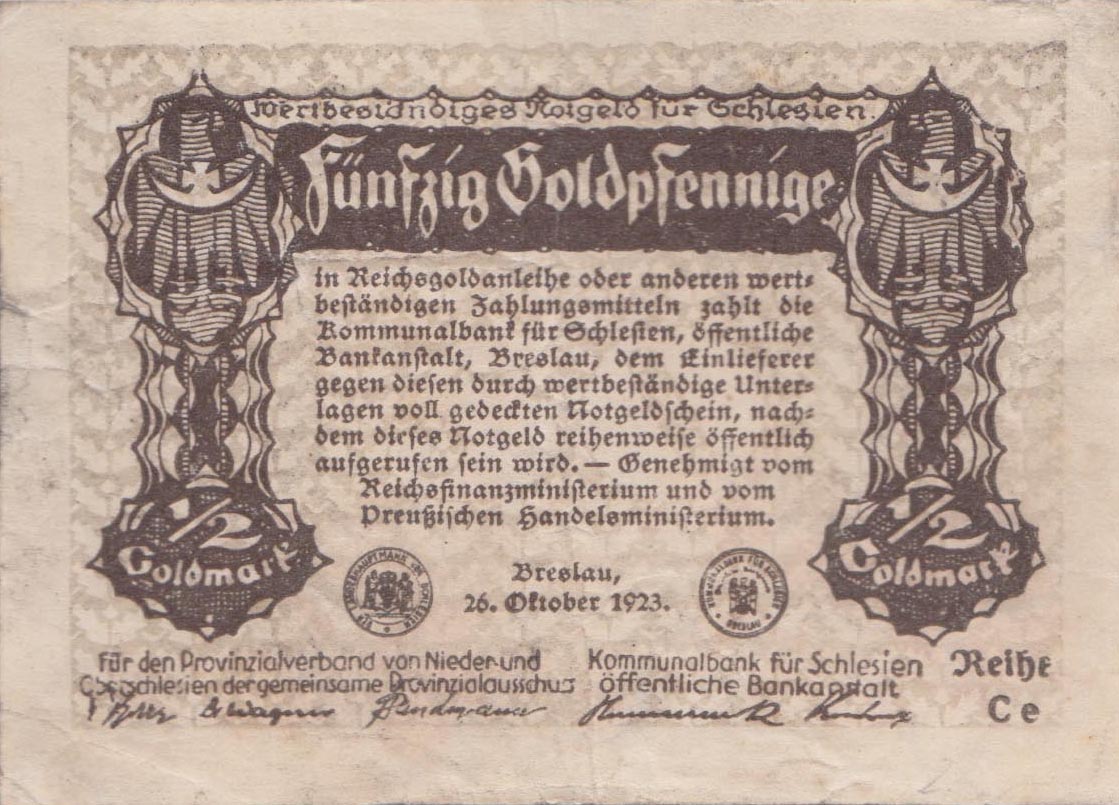 Wertbeständiges Notgeld für Schlesien.
Fünfzig Goldpfennige
in Reichsgoldanleihe oder anderen wert-
beständigen Zahlungsmitteln zahlt die
Kommunalbank für Schlesien, öffentliche
Bankanstalt, Breslau, dem Einlieferer
gegen diesen durch wertbeständige Unter-
lagen voll gedeckten Notgeldschein, nach-
dem dieses Notgeld reihenweise öffentlich
aufgerufen sein wird. — Genehmigt vom
Reichsfinanzministerium und vom
Preußischen Handelsministerium.
1/2
Goldmark
1/2
Goldmark
Breslau,
26. Oktober 1923.
für den Provinzialverband von Nieder-und
Oberschlesien der gemeinsame Provinzialausschuß
Kommunalbank für Schlesien
öffentliche Bankanstalt
Reihe
Ce